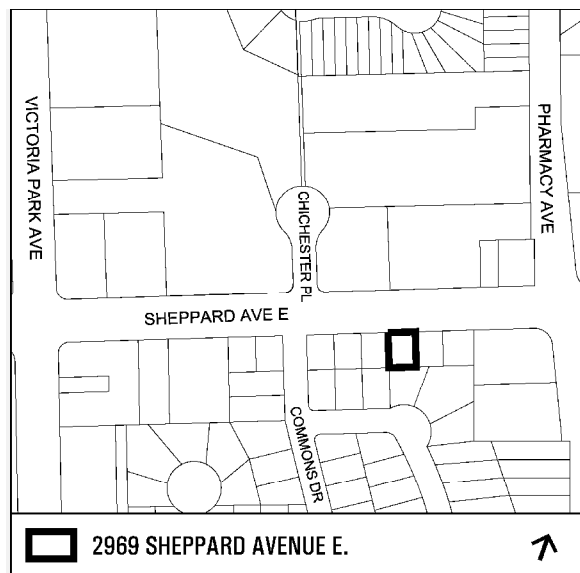 VICTORIA PARK AVE
PHARMACY AVE
CHICHESTER PL
SHEPPARD AVE E
COMMONS DR
2969 SHEPPARD AVENUE E.